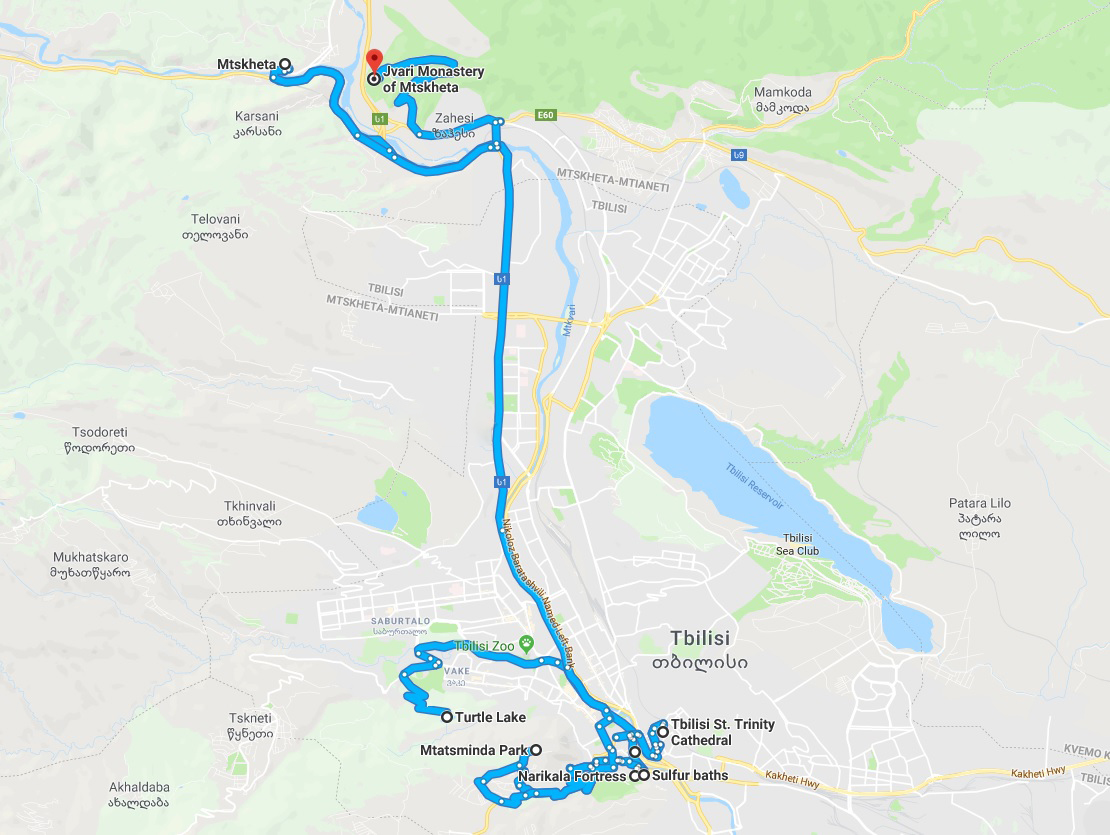 Mtskheta
Jvari Monastery
of Mtskheta
Mamkoda
მამკოდა
Karsani
კარსანი
ს1
Zahesi
ზაჰესი
E60
ს9
MTSKHETA-MTIANETI
TBILISI
Telovani
თელოვანი
ს1
TBILISI
MTSKHETA-MTIANETI
Mtkvari
Tsodoreti
წოდორეთი
ს1
Tbilisi Reservoir
Tkhinvali
თხინვალი
Patara Lilo
პატარა
ლილო
Nikoloz Baratashvili Named Left Bank
Tbilisi
Sea Club
Mukhatskaro
მუხათწყარო
SABURTALO
საბურთალო
Tbilisi Zoo
Tbilisi
თბილისი
VAKE
ვაკე
Turtle Lake
Tskneti
წყნეთი
Tbilisi St. Trinity
Cathedral
Mtatsminda Park
KVEMO K
TBILIS
Narikala Fortress
Sulfur baths
Kakheti Hwy
Kakheti Hwy
Akhaldaba
ახალდაბა